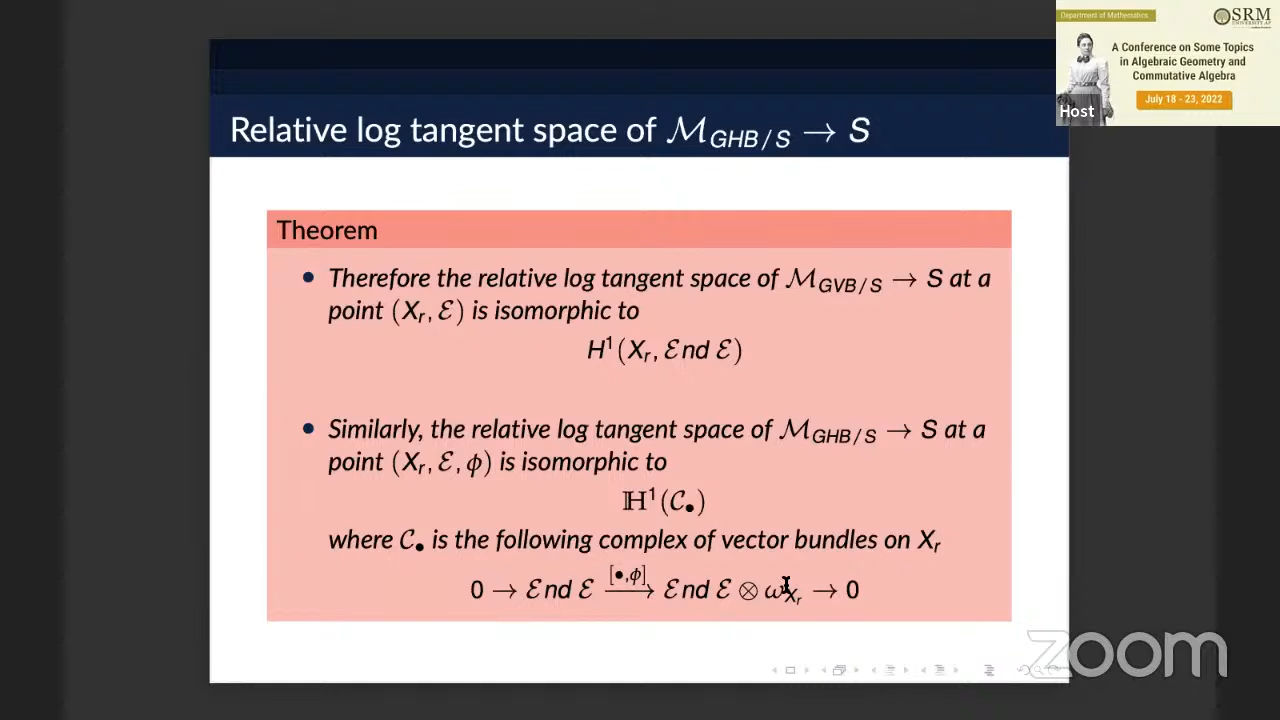 Department of Mathematics
SRM
UNIVERSITY AP
A Conference on Some Topics
in Algebraic Geometry and
Commutative Algebra
July 18 - 23, 2022
Host
Relative log tangent space of ℳ_{GHB/S} → S
Theorem
• Therefore the relative log tangent space of ℳ_{GVB/S} → S at a
point (X_r, ℰ) is isomorphic to
H¹(X_r, ℰnd ℰ)
• Similarly, the relative log tangent space of ℳ_{GHB/S} → S at a
point (X_r, ℰ, ϕ) is isomorphic to
ℍ¹(𝒞_•)
where 𝒞_• is the following complex of vector bundles on X_r
0 → ℰnd ℰ \xrightarrow{[•,ϕ]} ℰnd ℰ ⊗ ω_{X_r} → 0
zoom